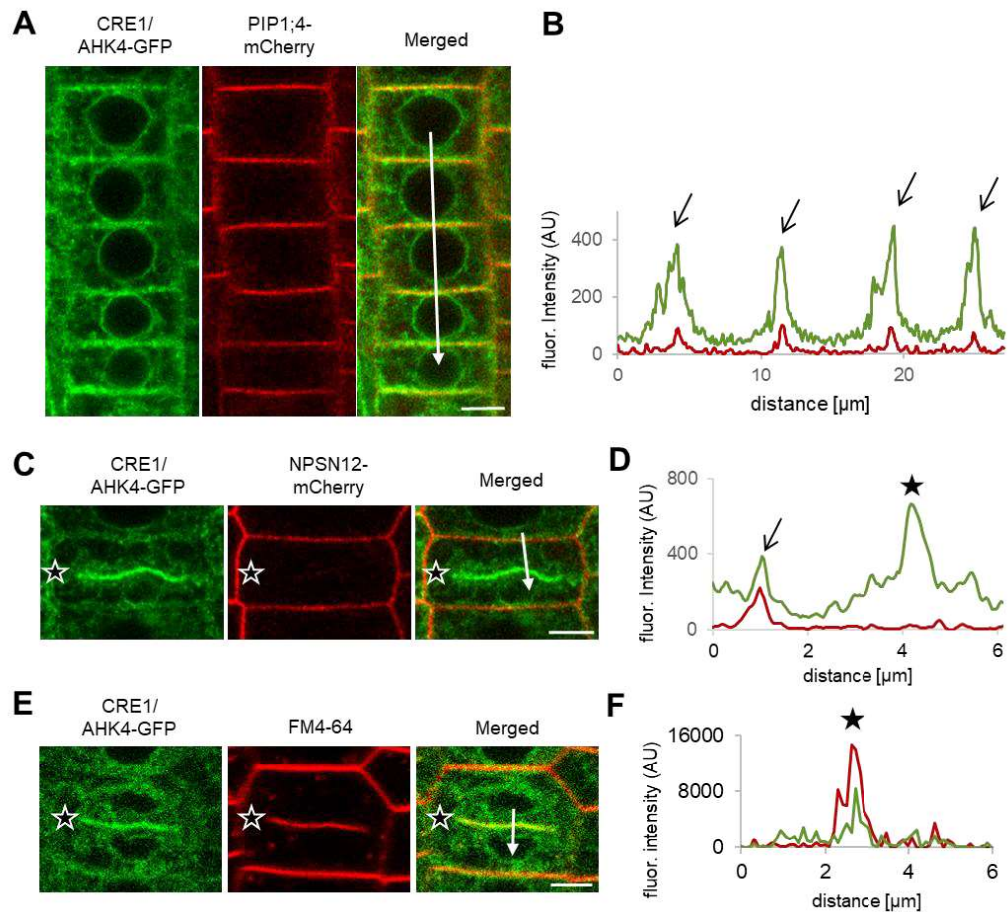 A
CRE1/
AHK4-GFP
PIP1;4-
mCherry
Merged
B
fluor. Intensity (AU)
400
200
0
0
10
20
distance [µm]
C
CRE1/
AHK4-GFP
NPSN12-
mCherry
Merged
D
fluor. intensity (AU)
800
400
0
0
2
4
6
distance [µm]
E
CRE1/
AHK4-GFP
FM4-64
Merged
F
fluor. intensity (AU)
16000
8000
0
0
2
4
6
distance [µm]